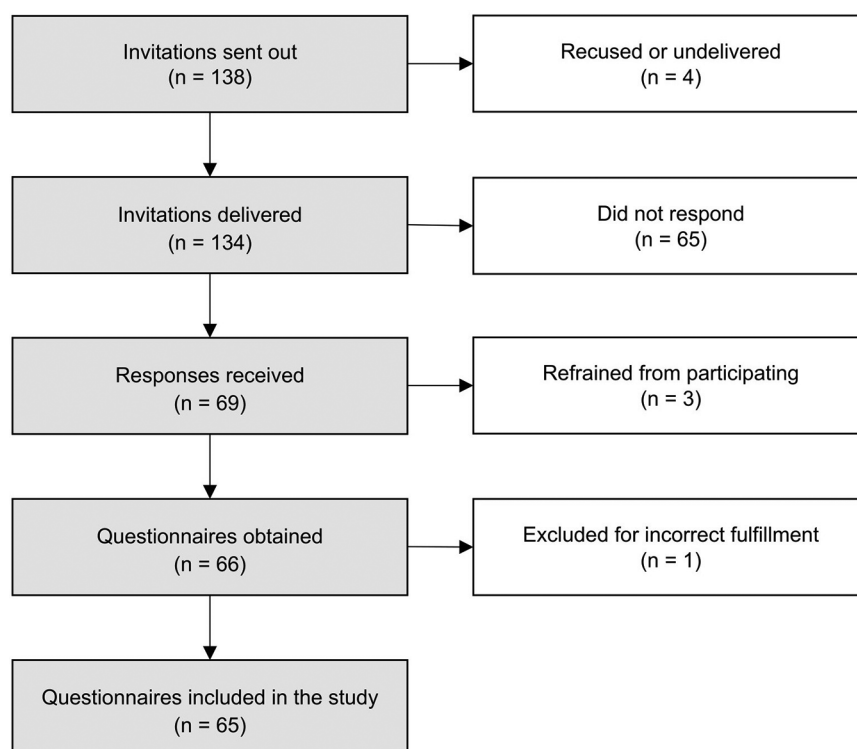 Invitations sent out
(n = 138)
Recused or undelivered
(n = 4)
Invitations delivered
(n = 134)
Did not respond
(n = 65)
Responses received
(n = 69)
Refrained from participating
(n = 3)
Questionnaires obtained
(n = 66)
Excluded for incorrect fulfillment
(n = 1)
Questionnaires included in the study
(n = 65)